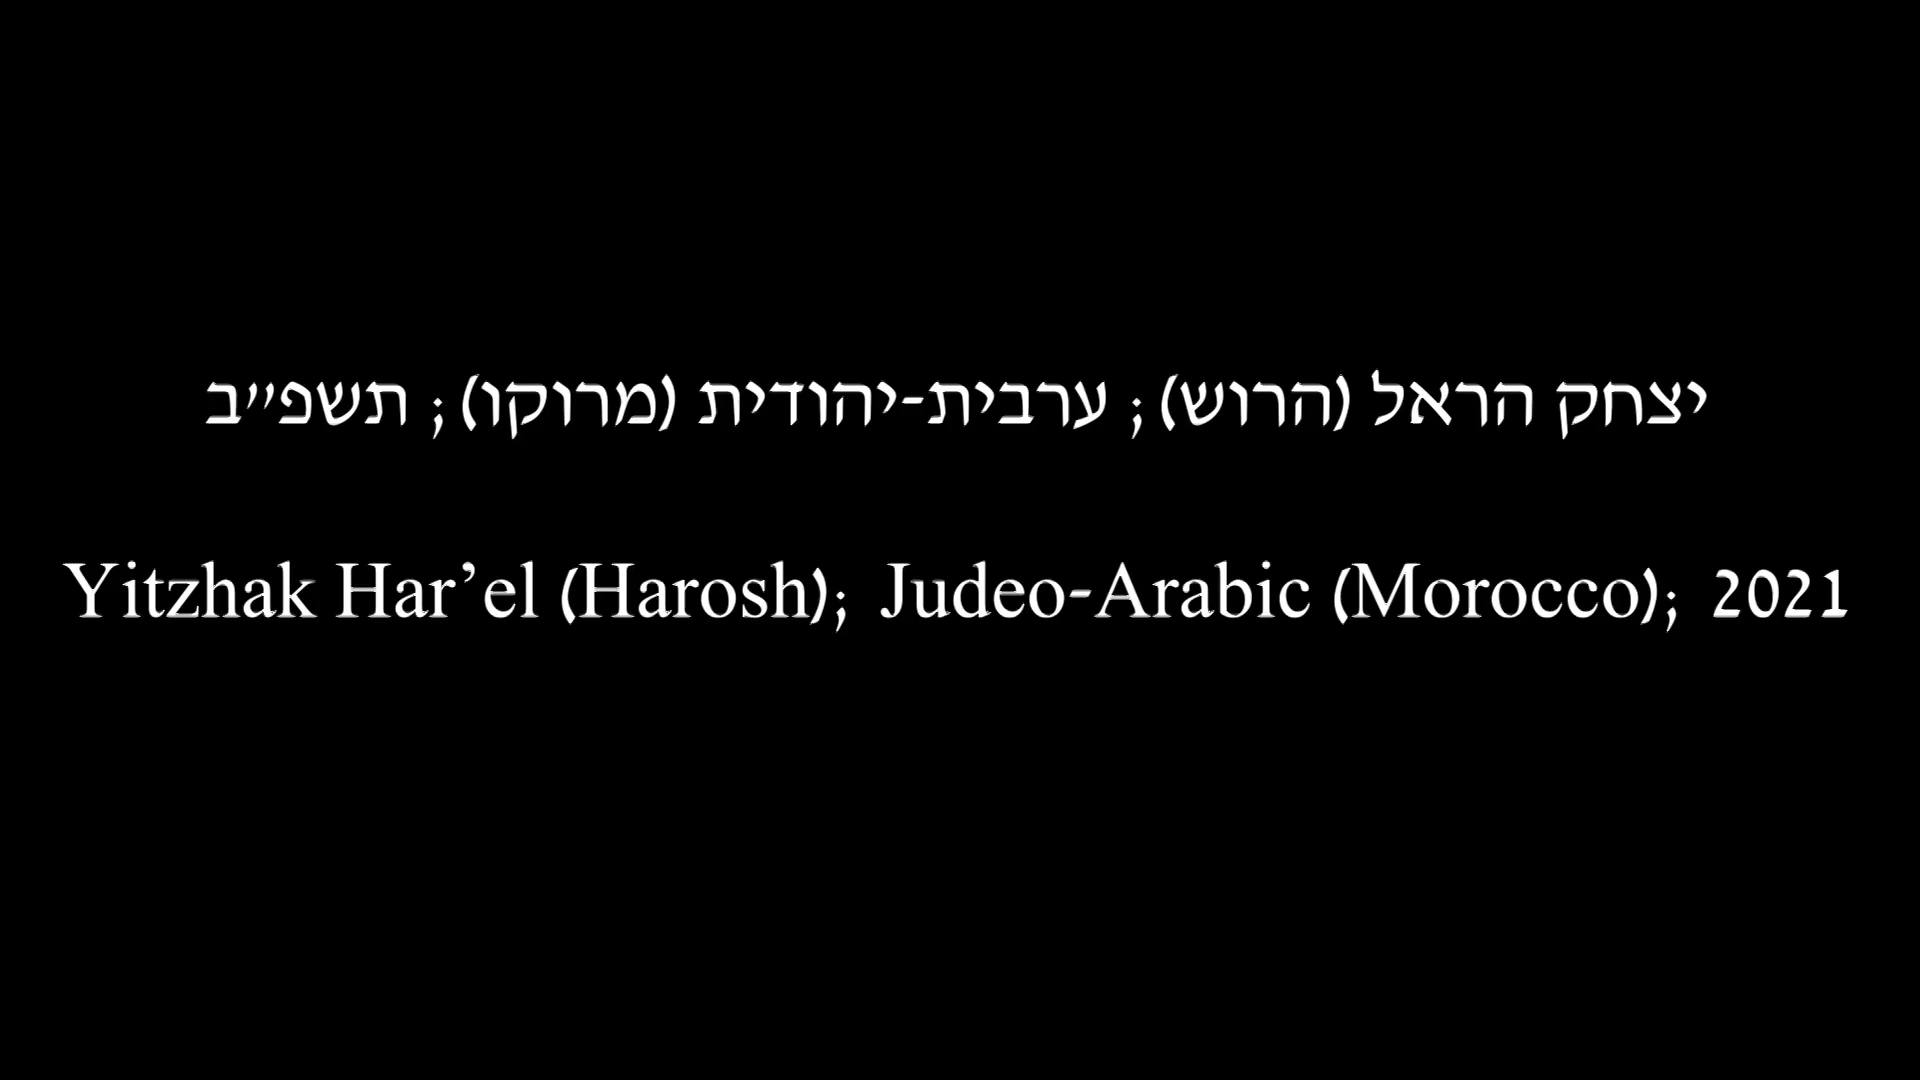 יצחק הראל (הרוש); ערבית-יהודית (מרוקו); תשפ״ב
Yitzhak Har’el (Harosh); Judeo-Arabic (Morocco); 2021